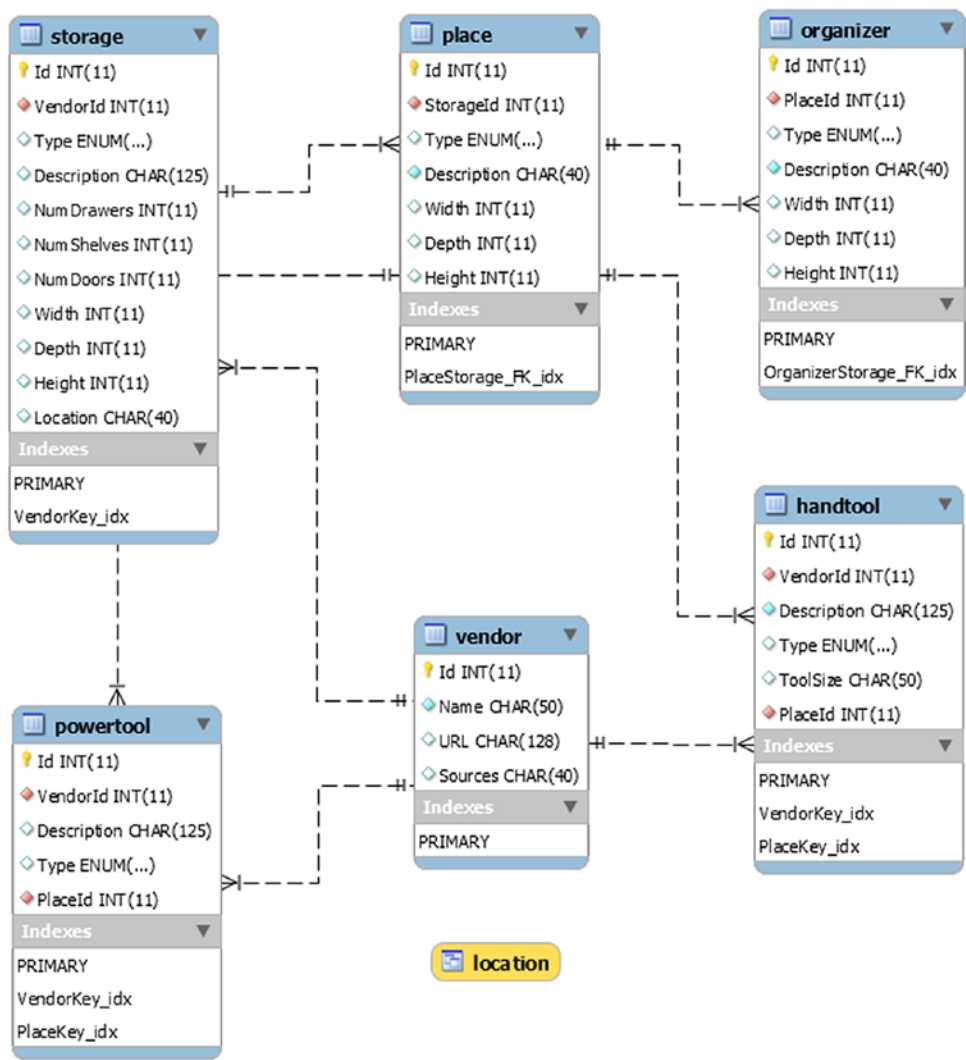 storage
Id INT(11)
VendorId INT(11)
Type ENUM(...)
Description CHAR(125)
NumDrawers INT(11)
NumShelves INT(11)
NumDoors INT(11)
Width INT(11)
Depth INT(11)
Height INT(11)
Location CHAR(40)
Indexes
PRIMARY
VendorKey_idx
place
Id INT(11)
StorageId INT(11)
Type ENUM(...)
Description CHAR(40)
Width INT(11)
Depth INT(11)
Height INT(11)
Indexes
PRIMARY
PlaceStorage_FK_idx
organizer
Id INT(11)
PlaceId INT(11)
Type ENUM(...)
Description CHAR(40)
Width INT(11)
Depth INT(11)
Height INT(11)
Indexes
PRIMARY
OrganizerStorage_FK_idx
handtool
Id INT(11)
VendorId INT(11)
Description CHAR(125)
Type ENUM(...)
ToolSize CHAR(50)
PlaceId INT(11)
Indexes
PRIMARY
VendorKey_idx
PlaceKey_idx
vendor
Id INT(11)
Name CHAR(50)
URL CHAR(128)
Sources CHAR(40)
Indexes
PRIMARY
powertool
Id INT(11)
VendorId INT(11)
Description CHAR(125)
Type ENUM(...)
PlaceId INT(11)
Indexes
PRIMARY
VendorKey_idx
PlaceKey_idx
location